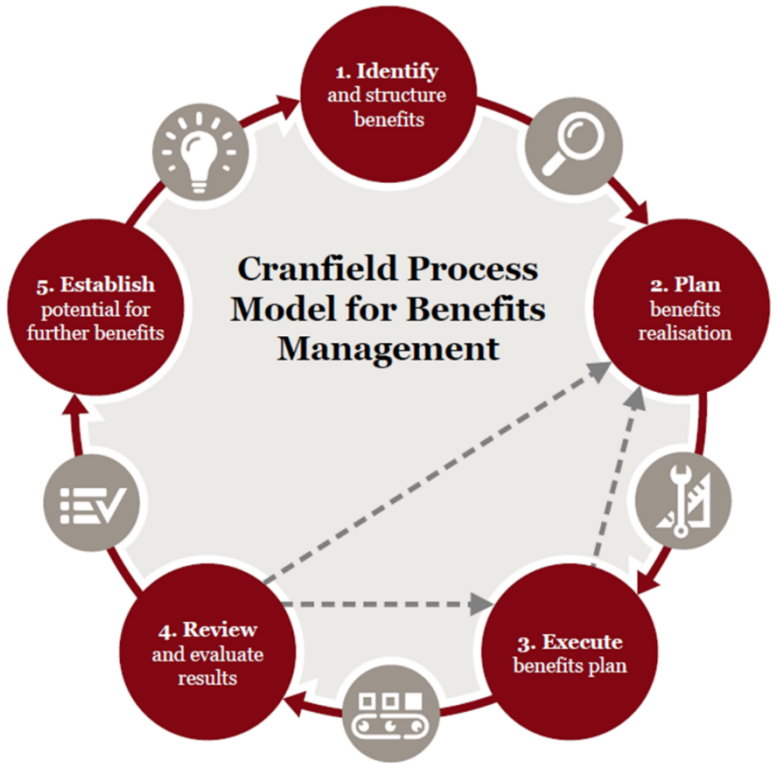 Cranfield Process
Model for Benefits
Management
1. Identify
and structure
benefits
2. Plan
benefits
realisation
3. Execute
benefits plan
4. Review
and evaluate
results
5. Establish
potential for
further benefits